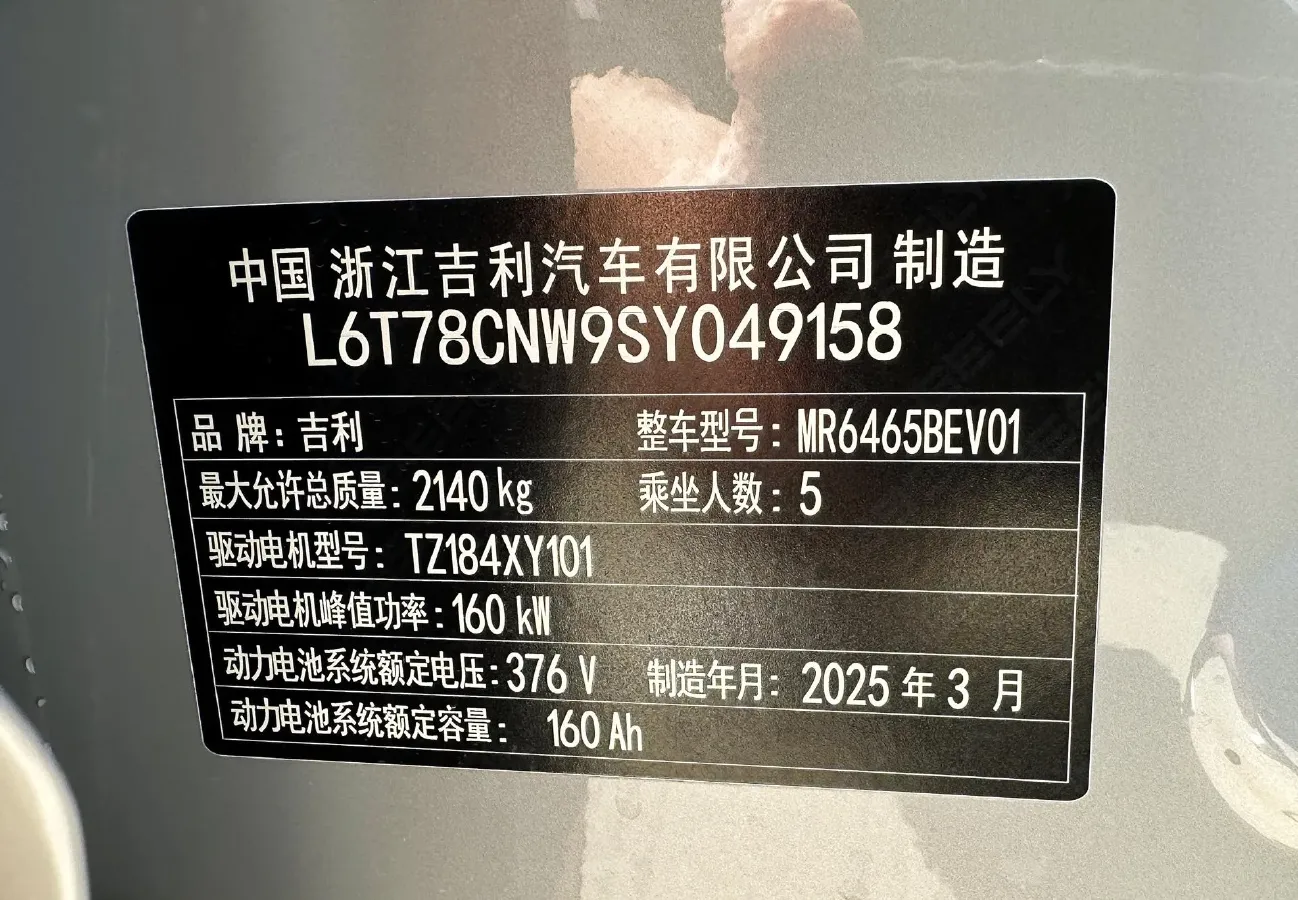 中国 浙江吉利汽车有限公司 制造
L6T78CNW9SY049158
品 牌：吉利 整车型号：MR6465BEV01
最大允许总质量：2140 kg 乘坐人数：5
驱动电机型号：TZ184XY101
驱动电机峰值功率：160 kW
动力电池系统额定电压：376 V 制造年月：2025 年 3 月
动力电池系统额定容量：160 Ah